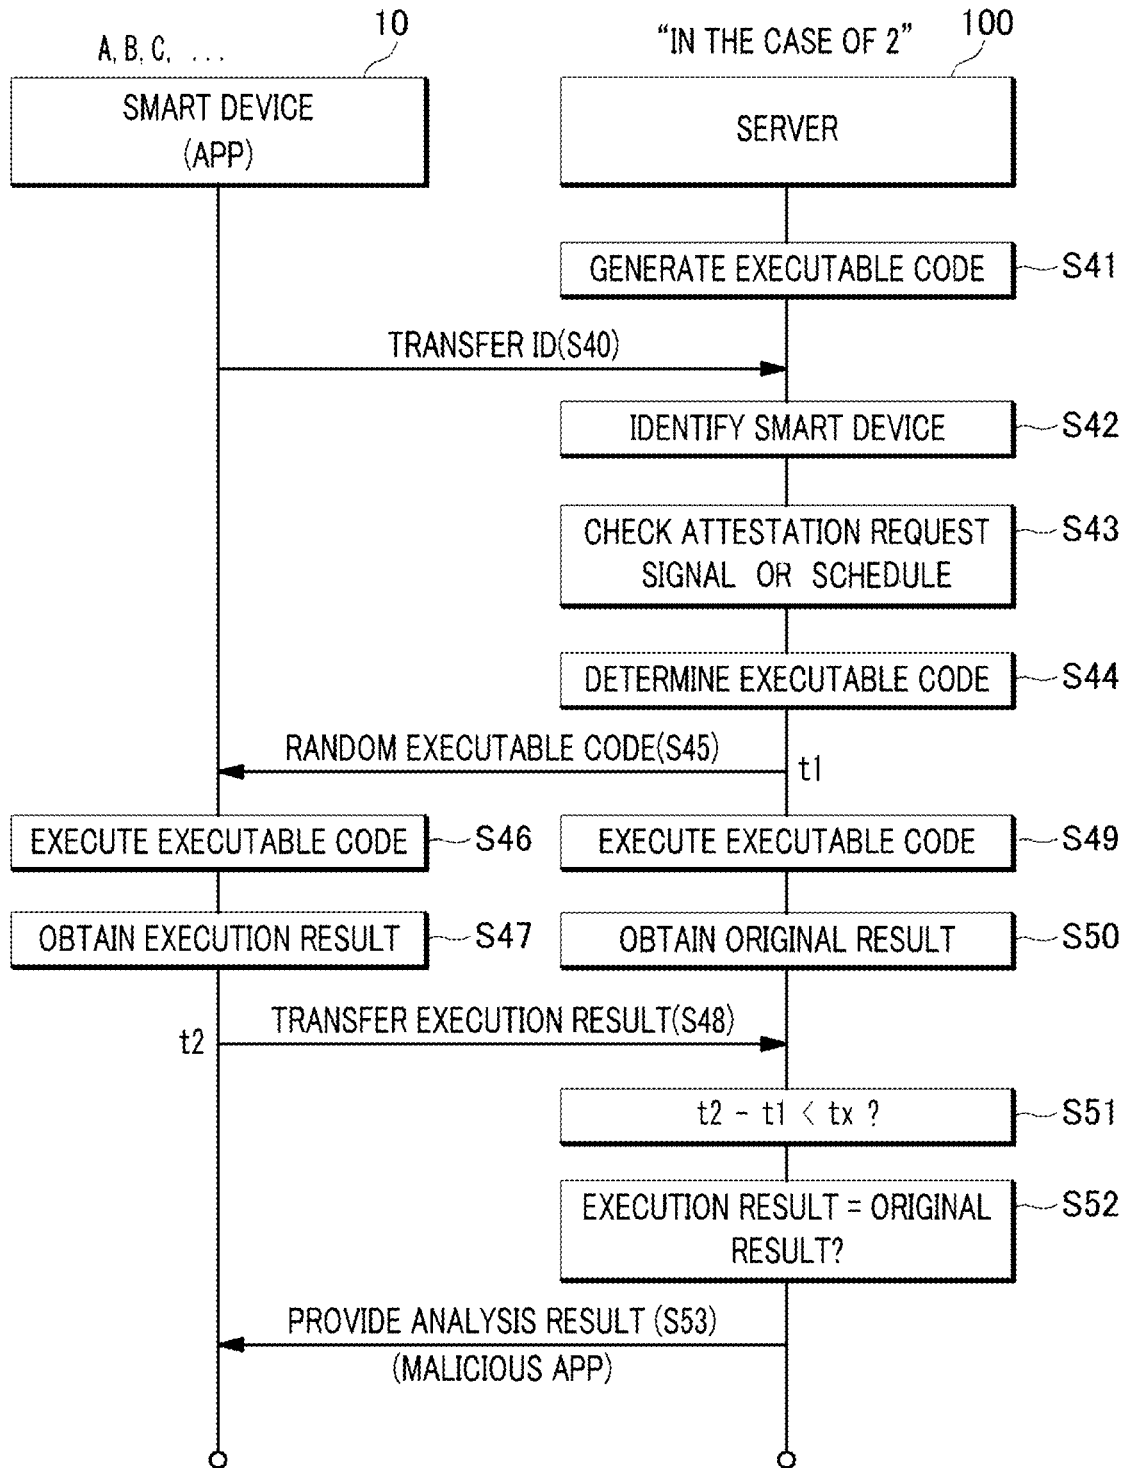 10
A, B, C, ...
"IN THE CASE OF 2"
100
SMART DEVICE
(APP)
SERVER
GENERATE EXECUTABLE CODE
S41
TRANSFER ID(S40)
IDENTIFY SMART DEVICE
S42
CHECK ATTESTATION REQUEST
SIGNAL OR SCHEDULE
S43
DETERMINE EXECUTABLE CODE
S44
RANDOM EXECUTABLE CODE(S45)
t1
EXECUTE EXECUTABLE CODE
S46
EXECUTE EXECUTABLE CODE
S49
OBTAIN EXECUTION RESULT
S47
OBTAIN ORIGINAL RESULT
S50
TRANSFER EXECUTION RESULT(S48)
t2
t2 - t1 < tx ?
S51
EXECUTION RESULT = ORIGINAL
RESULT?
S52
PROVIDE ANALYSIS RESULT (S53)
(MALICIOUS APP)